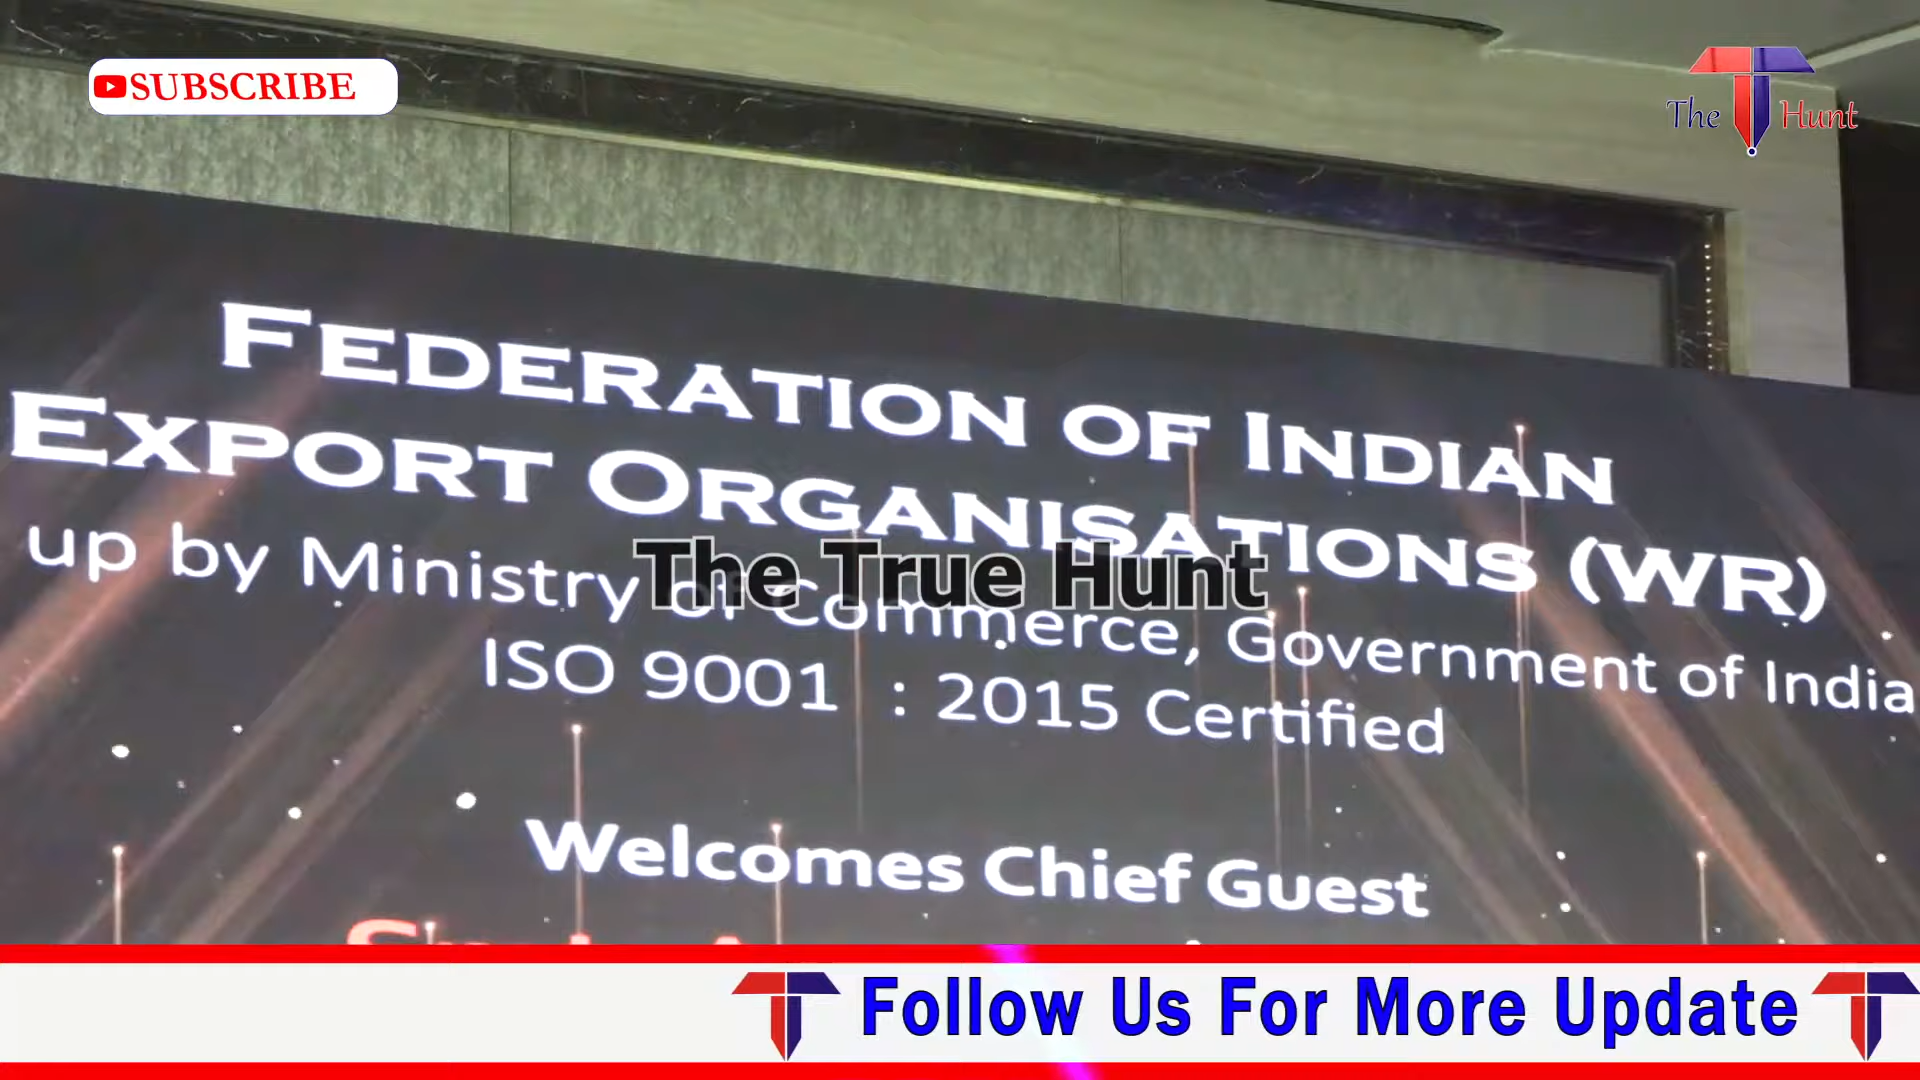 SUBSCRIBE
The Hunt
FEDERATION OF INDIAN
EXPORT ORGANISATIONS (WR)
up by Ministry of Commerce, Government of India
The True Hunt
ISO 9001 : 2015 Certified
Welcomes Chief Guest
Follow Us For More Update